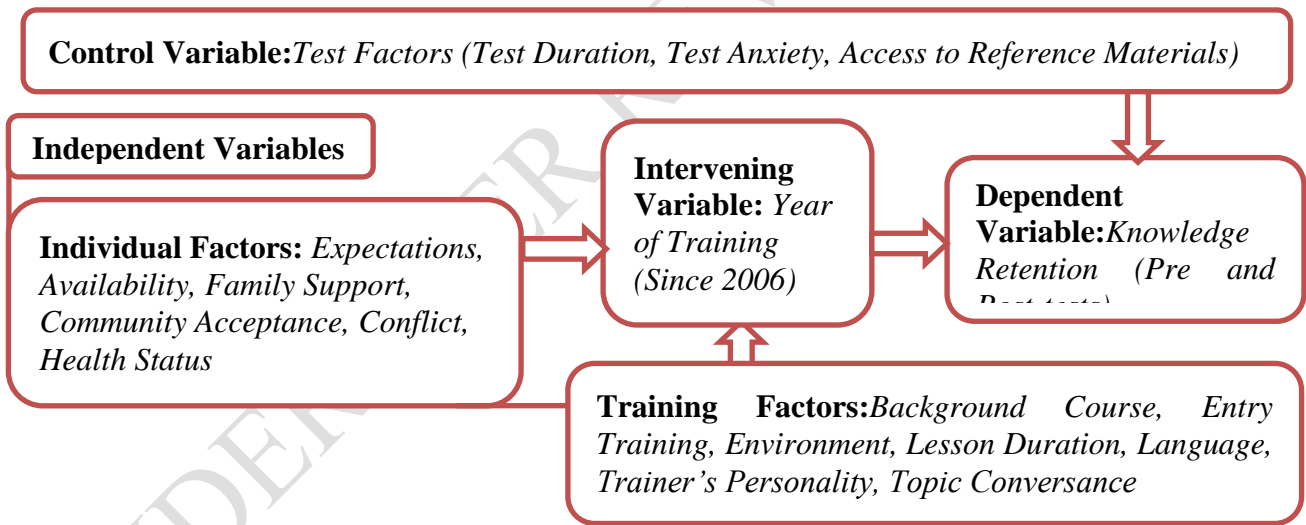 Control Variable:Test Factors (Test Duration, Test Anxiety, Access to Reference Materials)
Independent Variables
Individual Factors: Expectations,
Availability, Family Support,
Community Acceptance, Conflict,
Health Status
Intervening
Variable: Year
of Training
(Since 2006)
Dependent
Variable:Knowledge
Retention (Pre and
Post-tests)
Training Factors:Background Course, Entry
Training, Environment, Lesson Duration, Language,
Trainer's Personality, Topic Conversance